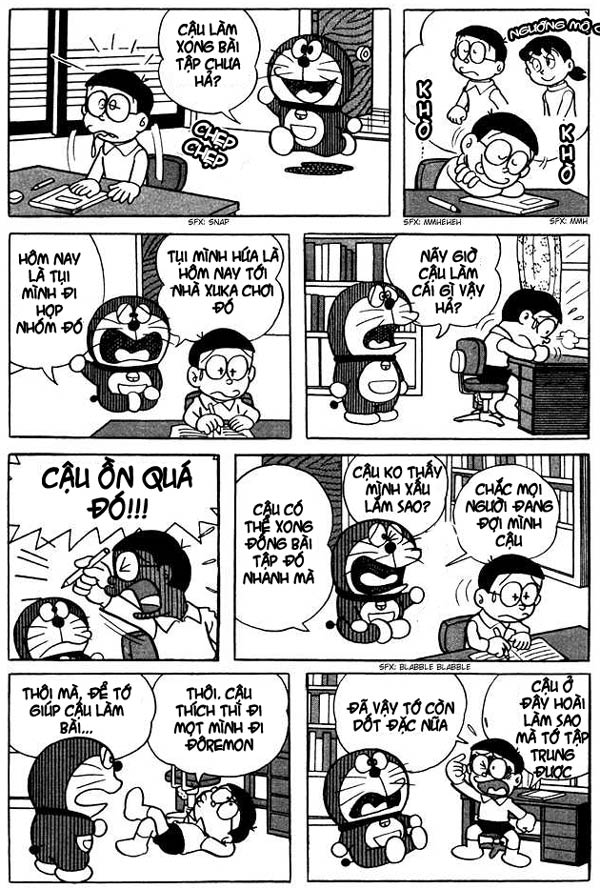 NGƯỠNG MỘ
KHÒ
KHÒ
SFX: MMHEHEH
SFX: MMH
CẬU LÀM
XONG BÀI
TẬP CHƯA
HẢ?
CHẸP
CHẸP
SFX: SNAP
NÃY GIỜ
CẬU LÀM
CÁI GÌ VẬY
HẢ?
TỤI MÌNH HỨA LÀ
HÔM NAY TỚI
NHÀ XUKA CHƠI
ĐÓ
HÔM NAY
LÀ TỤI
MÌNH ĐI
HỌP
NHÓM ĐÓ
CHẮC MỌI
NGƯỜI ĐANG
ĐỢI MÌNH
CẬU
CẬU KO THẤY
MÌNH XẤU
LẮM SAO?
CẬU CÓ
THỂ XONG
ĐỐNG BÀI
TẬP ĐÓ
NHANH MÀ
SFX: BLABBLE BLABBLE
CẬU ỒN QUÁ
ĐÓ!!!
CẬU Ở
ĐÂY HOÀI
LÀM SAO
MÀ TỚ TẬP
TRUNG
ĐƯỢC
ĐÃ VẬY TỚ CÒN
DỐT ĐẶC NỮA
THÔI. CẬU
THÍCH THÌ ĐI
MỌT MÌNH ĐI
ĐÔREMON
THÔI MÀ, ĐỂ TỚ
GIÚP CẬU LÀM
BÀI...